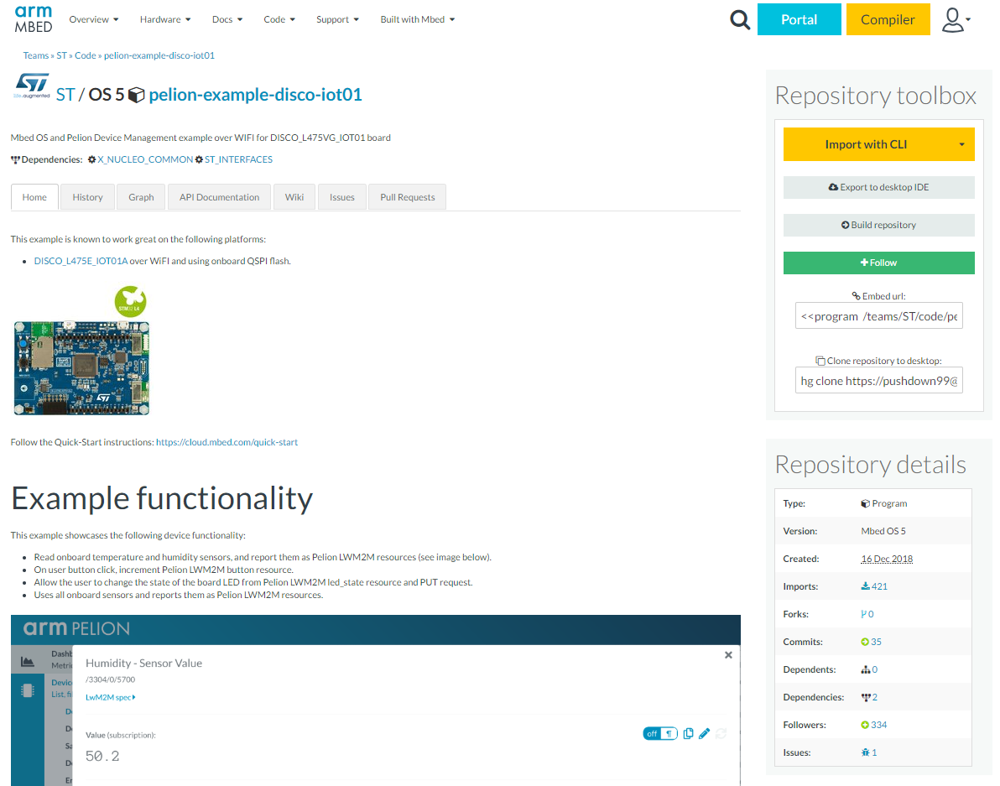 arm
MBED
Overview
Hardware
Docs
Code
Support
Built with Mbed
Portal
Compiler
Teams » ST » Code » pelion-example-disco-iot01
ST / OS 5 pelion-example-disco-iot01
Mbed OS and Pelion Device Management example over WIFI for DISCO_L475VG_IOT01 board
Dependencies: X_NUCLEO_COMMON ST_INTERFACES
Home
History
Graph
API Documentation
Wiki
Issues
Pull Requests
This example is known to work great on the following platforms:
DISCO_L475E_IOT01A over WiFI and using onboard QSPI flash.
STM32 L4
Follow the Quick-Start instructions: https://cloud.mbed.com/quick-start
Example functionality
This example showcases the following device functionality:
Read onboard temperature and humidity sensors, and report them as Pelion LWM2M resources (see image below).
On user button click, increment Pelion LWM2M button resource.
Allow the user to change the state of the board LED from Pelion LWM2M led_state resource and PUT request.
Uses all onboard sensors and reports them as Pelion LWM2M resources.
arm PELION
Humidity - Sensor Value
/3304/0/5700
LwM2M spec
Value (subscription):
off ¶
50.2
Repository toolbox
Import with CLI
Export to desktop IDE
Build repository
Follow
Embed url:
<<program /teams/ST/code/pe
Clone repository to desktop:
hg clone https://pushdown99@
Repository details
Type: Program
Version: Mbed OS 5
Created: 16 Dec 2018
Imports: 421
Forks: 0
Commits: 35
Dependents: 0
Dependencies: 2
Followers: 334
Issues: 1